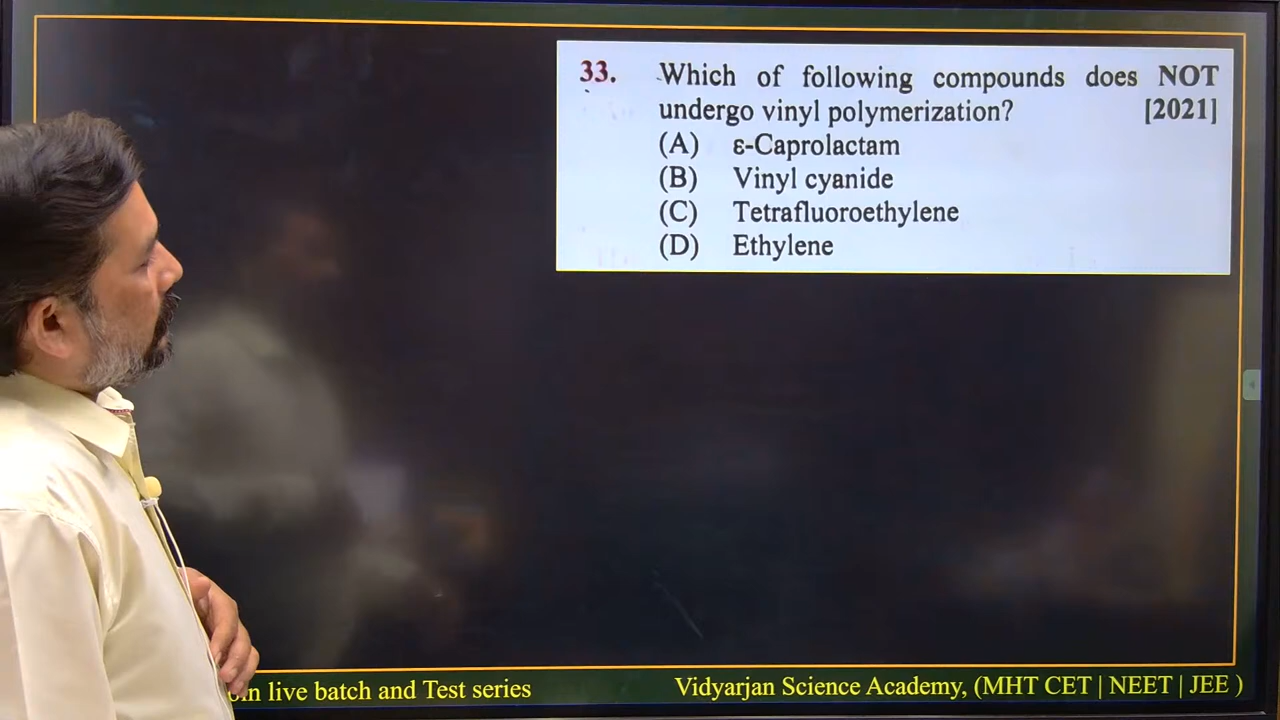 33. Which of following compounds does NOT
undergo vinyl polymerization? [2021]
(A) ε-Caprolactam
(B) Vinyl cyanide
(C) Tetrafluoroethylene
(D) Ethylene
live batch and Test series
Vidyarjan Science Academy, (MHT CET | NEET | JEE )